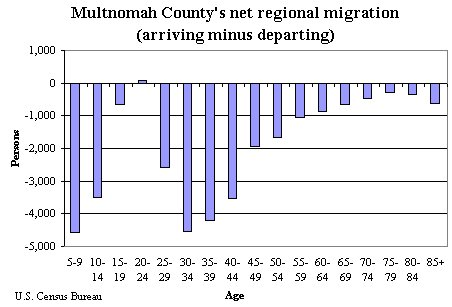 Multnomah County's net regional migration
(arriving minus departing)
1,000
0
-1,000
-2,000
-3,000
-4,000
-5,000
Persons
5-9 10- 15- 20- 25- 30- 35- 40- 45- 50- 55- 60- 65- 70- 75- 80- 85+
14 19 24 29 34 39 44 49 54 59 64 69 74 79 84
U.S. Census Bureau Age